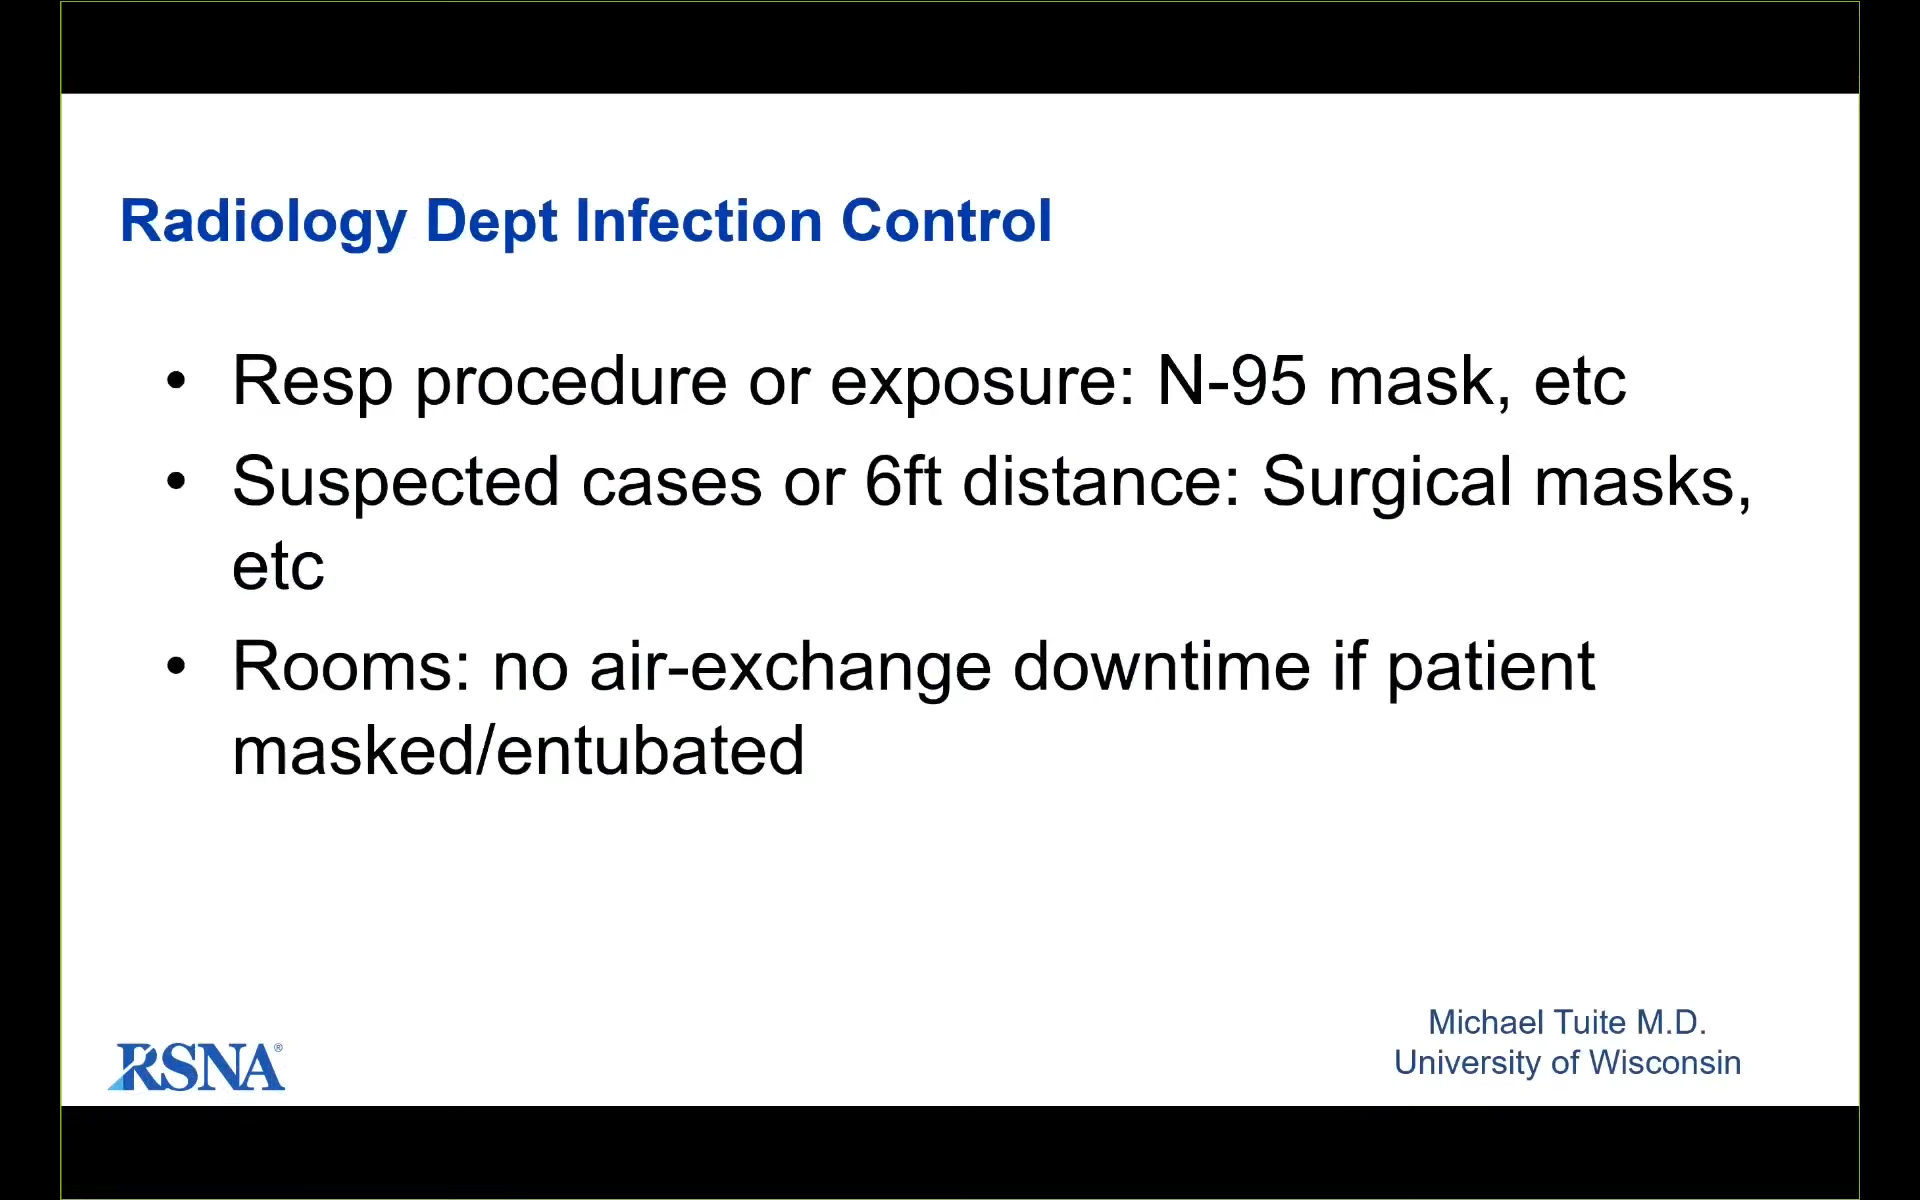 Radiology Dept Infection Control
• Resp procedure or exposure: N-95 mask, etc
• Suspected cases or 6ft distance: Surgical masks,
etc
• Rooms: no air-exchange downtime if patient
masked/entubated
Michael Tuite M.D.
University of Wisconsin
RSNA®